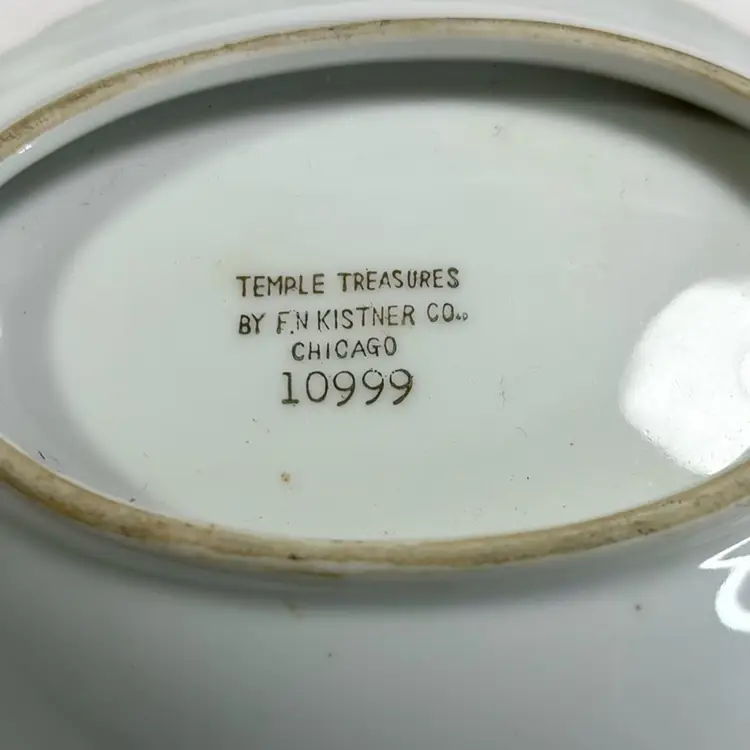 TEMPLE TREASURES
BY F.N KISTNER CO..
CHICAGO
10999